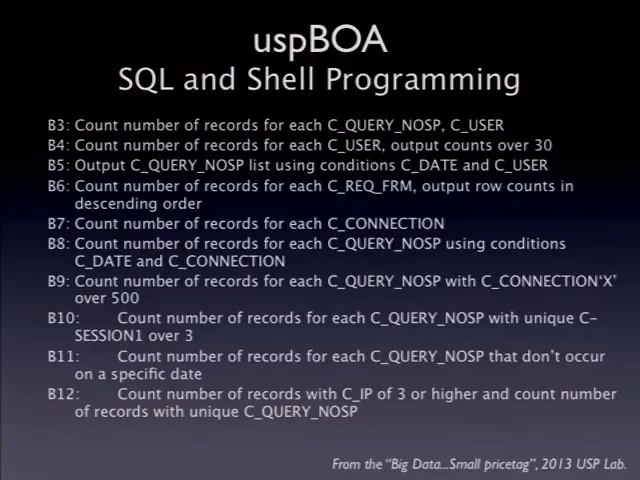 uspBOA
SQL and Shell Programming
B3: Count number of records for each C_QUERY_NOSP, C_USER
B4: Count number of records for each C_USER, output counts over 30
B5: Output C_QUERY_NOSP list using conditions C_DATE and C_USER
B6: Count number of records for each C_REQ_FRM, output row counts in
descending order
B7: Count number of records for each C_CONNECTION
B8: Count number of records for each C_QUERY_NOSP using conditions
C_DATE and C_CONNECTION
B9: Count number of records for each C_QUERY_NOSP with C_CONNECTION‘X’
over 500
B10: Count number of records for each C_QUERY_NOSP with unique C-
SESSION1 over 3
B11: Count number of records for each C_QUERY_NOSP that don’t occur
on a specific date
B12: Count number of records with C_IP of 3 or higher and count number
of records with unique C_QUERY_NOSP
From the “Big Data...Small pricetag”, 2013 USP Lab.